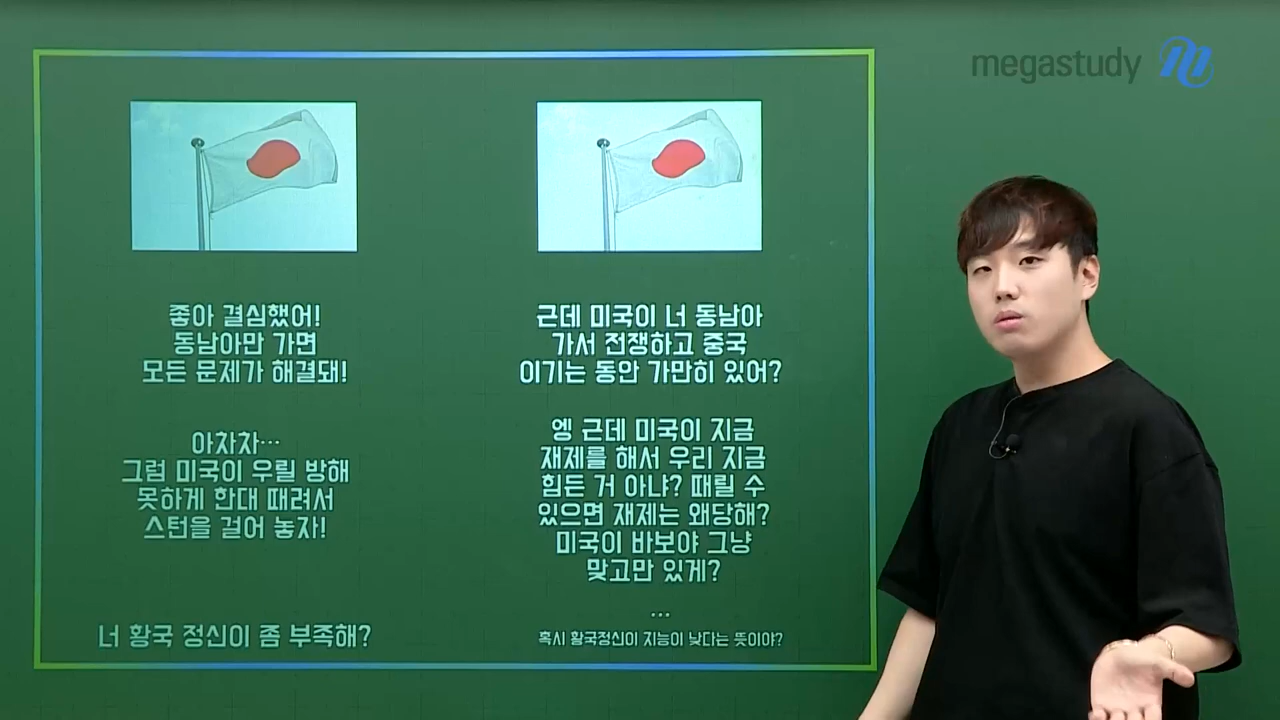 megastudy
좋아 결심했어!
동남아만 가면
모든 문제가 해결돼!
근데 미국이 너 동남아
가서 전쟁하고 중국
이기는 동안 가만히 있어?
아차차…
그럼 미국이 우릴 방해
못하게 한대 때려서
스턴을 걸어 놓자!
엥 근데 미국이 지금
재제를 해서 우리 지금
힘든 거 아냐? 때릴 수
있으면 재제는 왜당해?
미국이 바보야 그냥
맞고만 있게?
너 황국 정신이 좀 부족해?
…
혹시 황국정신이 지능이 낮다는 뜻이야?